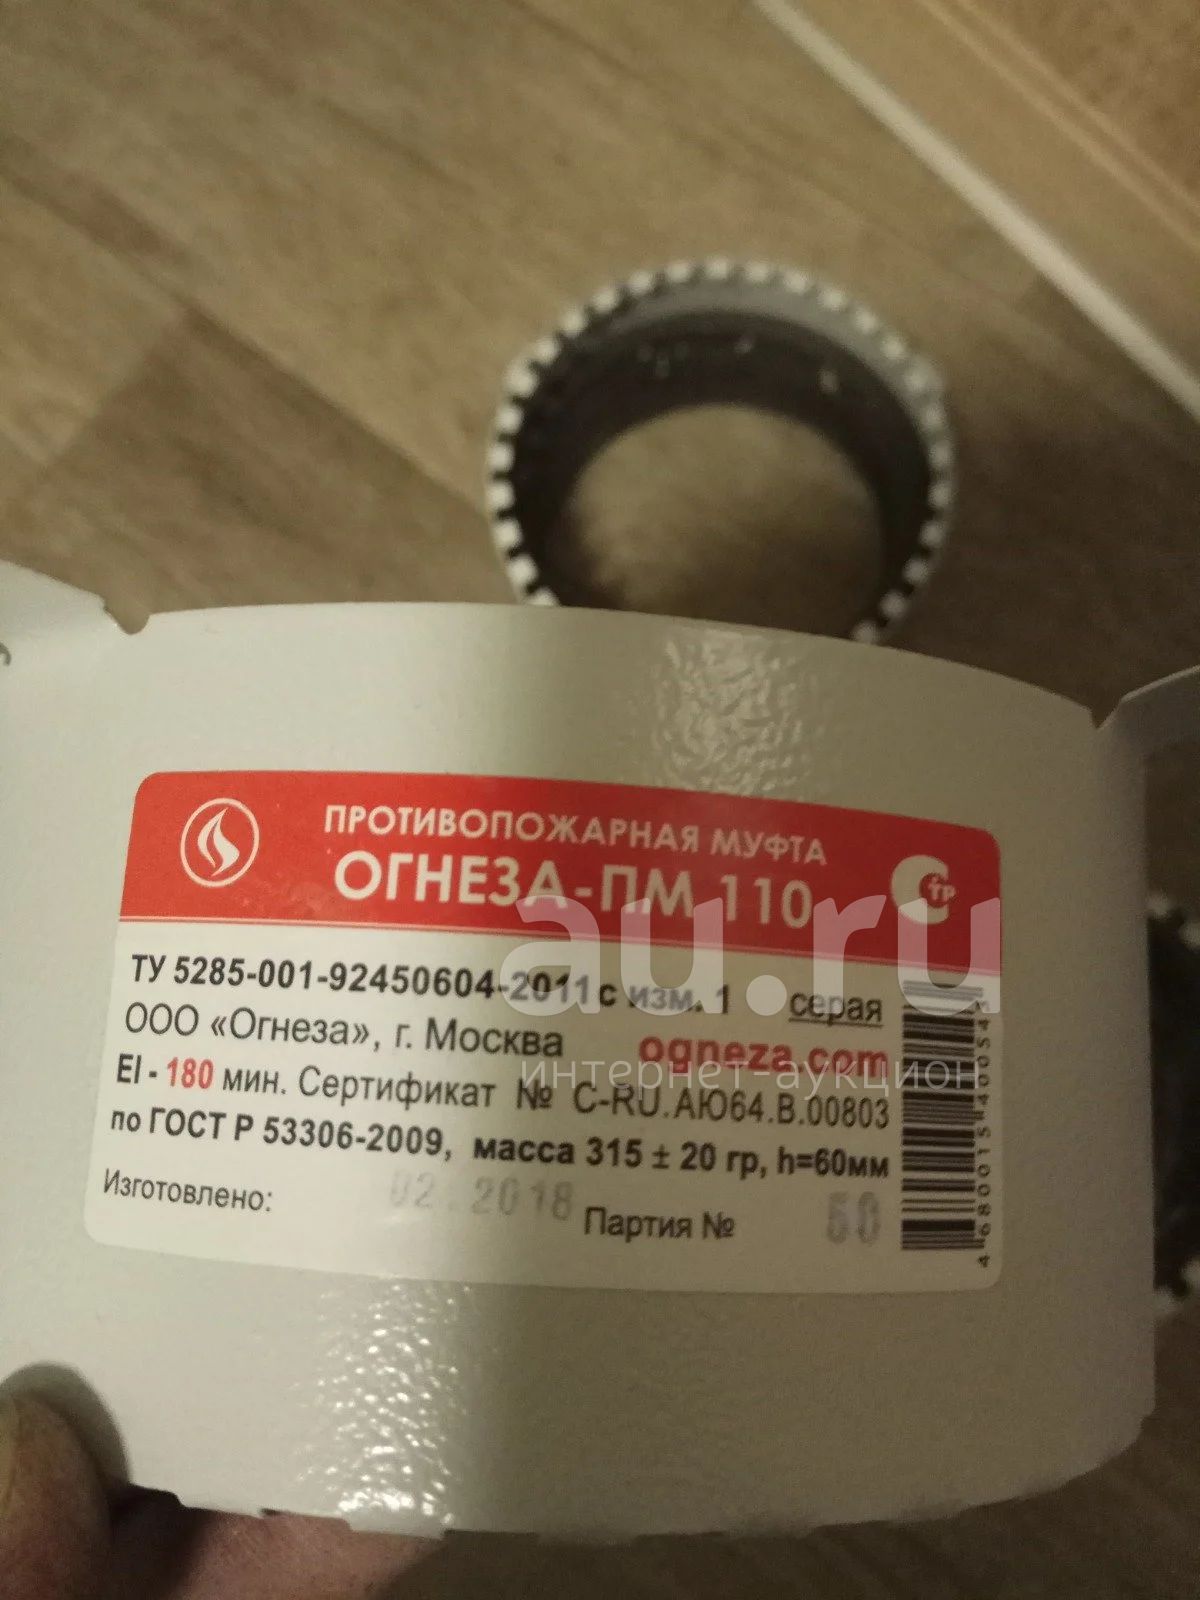 ПРОТИВОПОЖАРНАЯ МУФТА
ОГНЕЗА-ПМ 110
СТР
ТУ 5285-001-92450604-2011 с изм. 1 серая
ООО «Огнеза», г. Москва ogneza.com
EI - 180 мин. Сертификат № C-RU.АЮ64.В.00803
по ГОСТ Р 53306-2009, масса 315 ± 20 гр, h=60мм
Изготовлено: 02.2018 Партия № 50
au.ru
интернет-аукцион